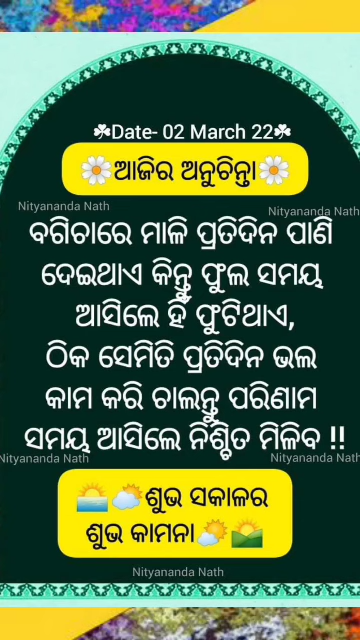 ☘Date- 02 March 22☘
🌼ଆଜିର ଅନୁଚିନ୍ତା🌼
Nityananda Nath
Nityananda Nath
ବଗିଚାରେ ମାଳି ପ୍ରତିଦିନ ପାଣି
ଦେଇଥାଏ କିନ୍ତୁ ଫୁଲ ସମୟ
ଆସିଲେ ହିଁ ଫୁଟିଥାଏ,
ଠିକ ସେମିତି ପ୍ରତିଦିନ ଭଲ
କାମ କରି ଚାଲନ୍ତୁ ପରିଣାମ
ସମୟ ଆସିଲେ ନିଶ୍ଚିତ ମିଳିବ !!
Nityananda Nath
Nityananda Nath
🌅🌥️ଶୁଭ ସକାଳର
ଶୁଭ କାମନା🌥️🌄
Nityananda Nath